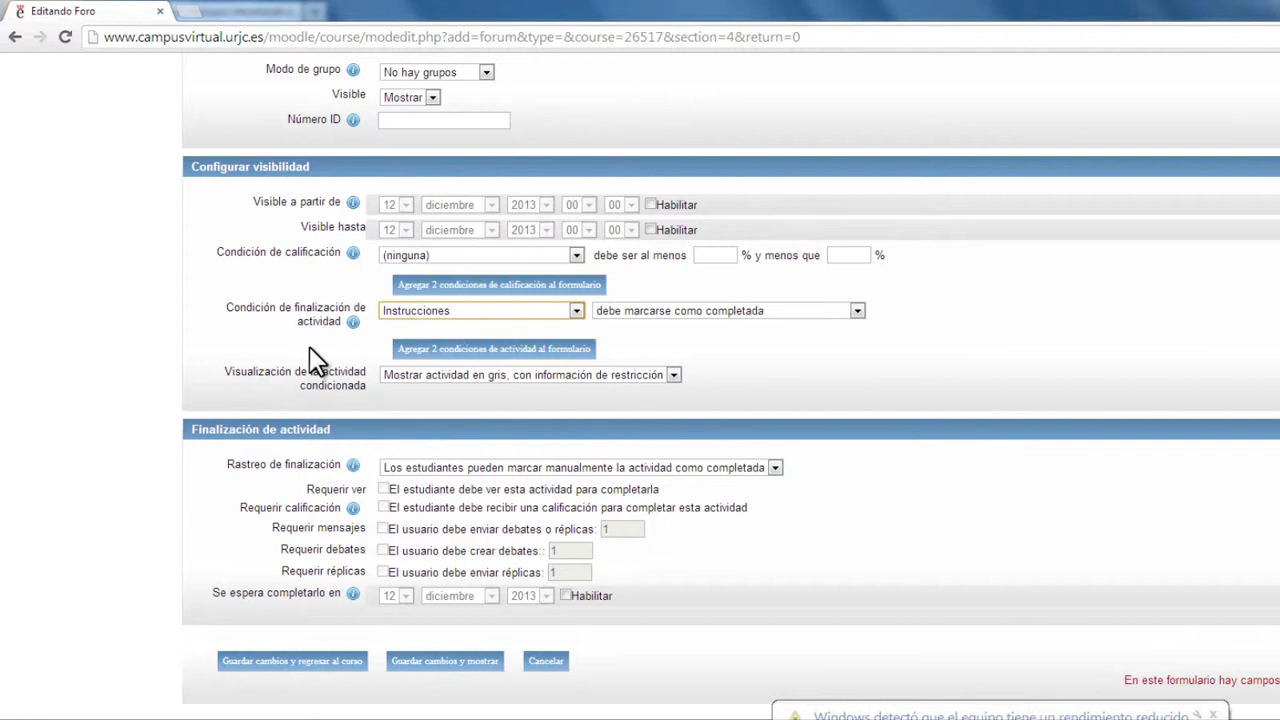 Editando Foro
www.campusvirtual.urjc.es/moodle/course/modedit.php?add=forum&type=&course=26517&section=4&return=0
Modo de grupo No hay grupos
Visible Mostrar
Número ID
Configurar visibilidad
Visible a partir de 12 diciembre 2013 00 00 Habilitar
Visible hasta 12 diciembre 2013 00 00 Habilitar
Condición de calificación (ninguna) debe ser al menos % y menos que %
Agregar 2 condiciones de calificación al formulario
Condición de finalización de actividad Instrucciones debe marcarse como completada
Agregar 2 condiciones de actividad al formulario
Visualización de actividad condicionada Mostrar actividad en gris, con información de restricción
Finalización de actividad
Rastreo de finalización Los estudiantes pueden marcar manualmente la actividad como completada
Requerir ver El estudiante debe ver esta actividad para completarla
Requerir calificación El estudiante debe recibir una calificación para completar esta actividad
Requerir mensajes El usuario debe enviar debates o réplicas: 1
Requerir debates El usuario debe crear debates:: 1
Requerir réplicas El usuario debe enviar réplicas: 1
Se espera completarlo en 12 diciembre 2013 Habilitar
Guardar cambios y regresar al curso Guardar cambios y mostrar Cancelar
En este formulario hay campos
Windows detectó que el equipo tiene un rendimiento reducido